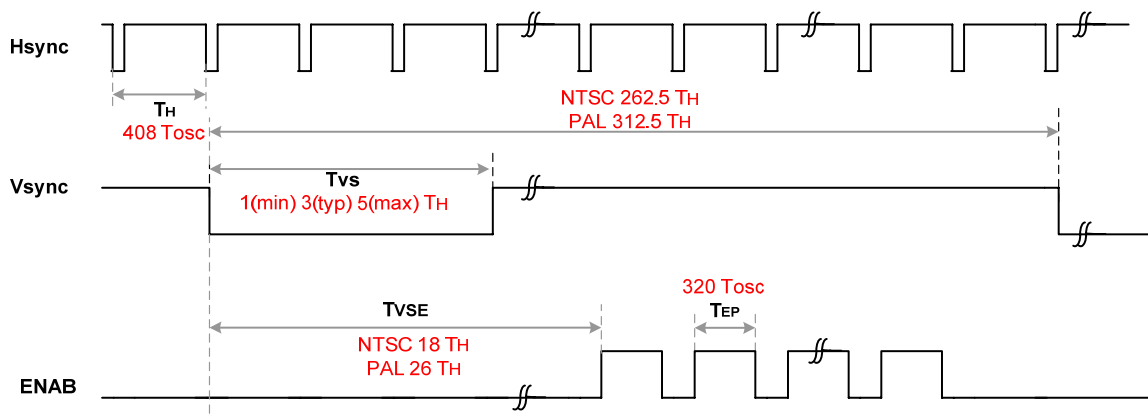 Hsync
TH
408 Tosc
NTSC 262.5 TH
PAL 312.5 TH
Vsync
TVS
1(min) 3(typ) 5(max) TH
TVSE
NTSC 18 TH
PAL 26 TH
320 Tosc
TEP
ENAB